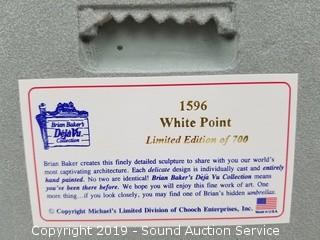 Brian Baker's
Déjà Vu
Collection
1596
White Point
Limited Edition of 700
Brian Baker creates this finely detailed sculpture to share with you our world's
most captivating architecture. Each delicate design is individually cast and entirely
hand painted. No two are identical! Brian Baker's Déjà Vu Collection means
you've been there before. We hope you will enjoy this fine work of art. One
more thing...if you look closely, you may find one of Brian's hidden umbrellas.
© Copyright Michael's Limited Division of Chooch Enterprises, Inc.
Made in U.S.A.
Copyright 2019 - Sound Auction Service